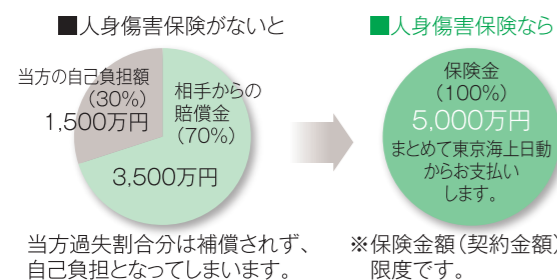 ■人身傷害保険がないと
当方の自己負担額
(30%)
1,500万円
相手からの
賠償金
(70%)
3,500万円
当方過失割合分は補償されず、
自己負担となってしまいます。
■人身傷害保険なら
保険金
(100%)
5,000万円
まとめて東京海上日動
からお支払い
します。
※保険金額(契約金額)
限度です。